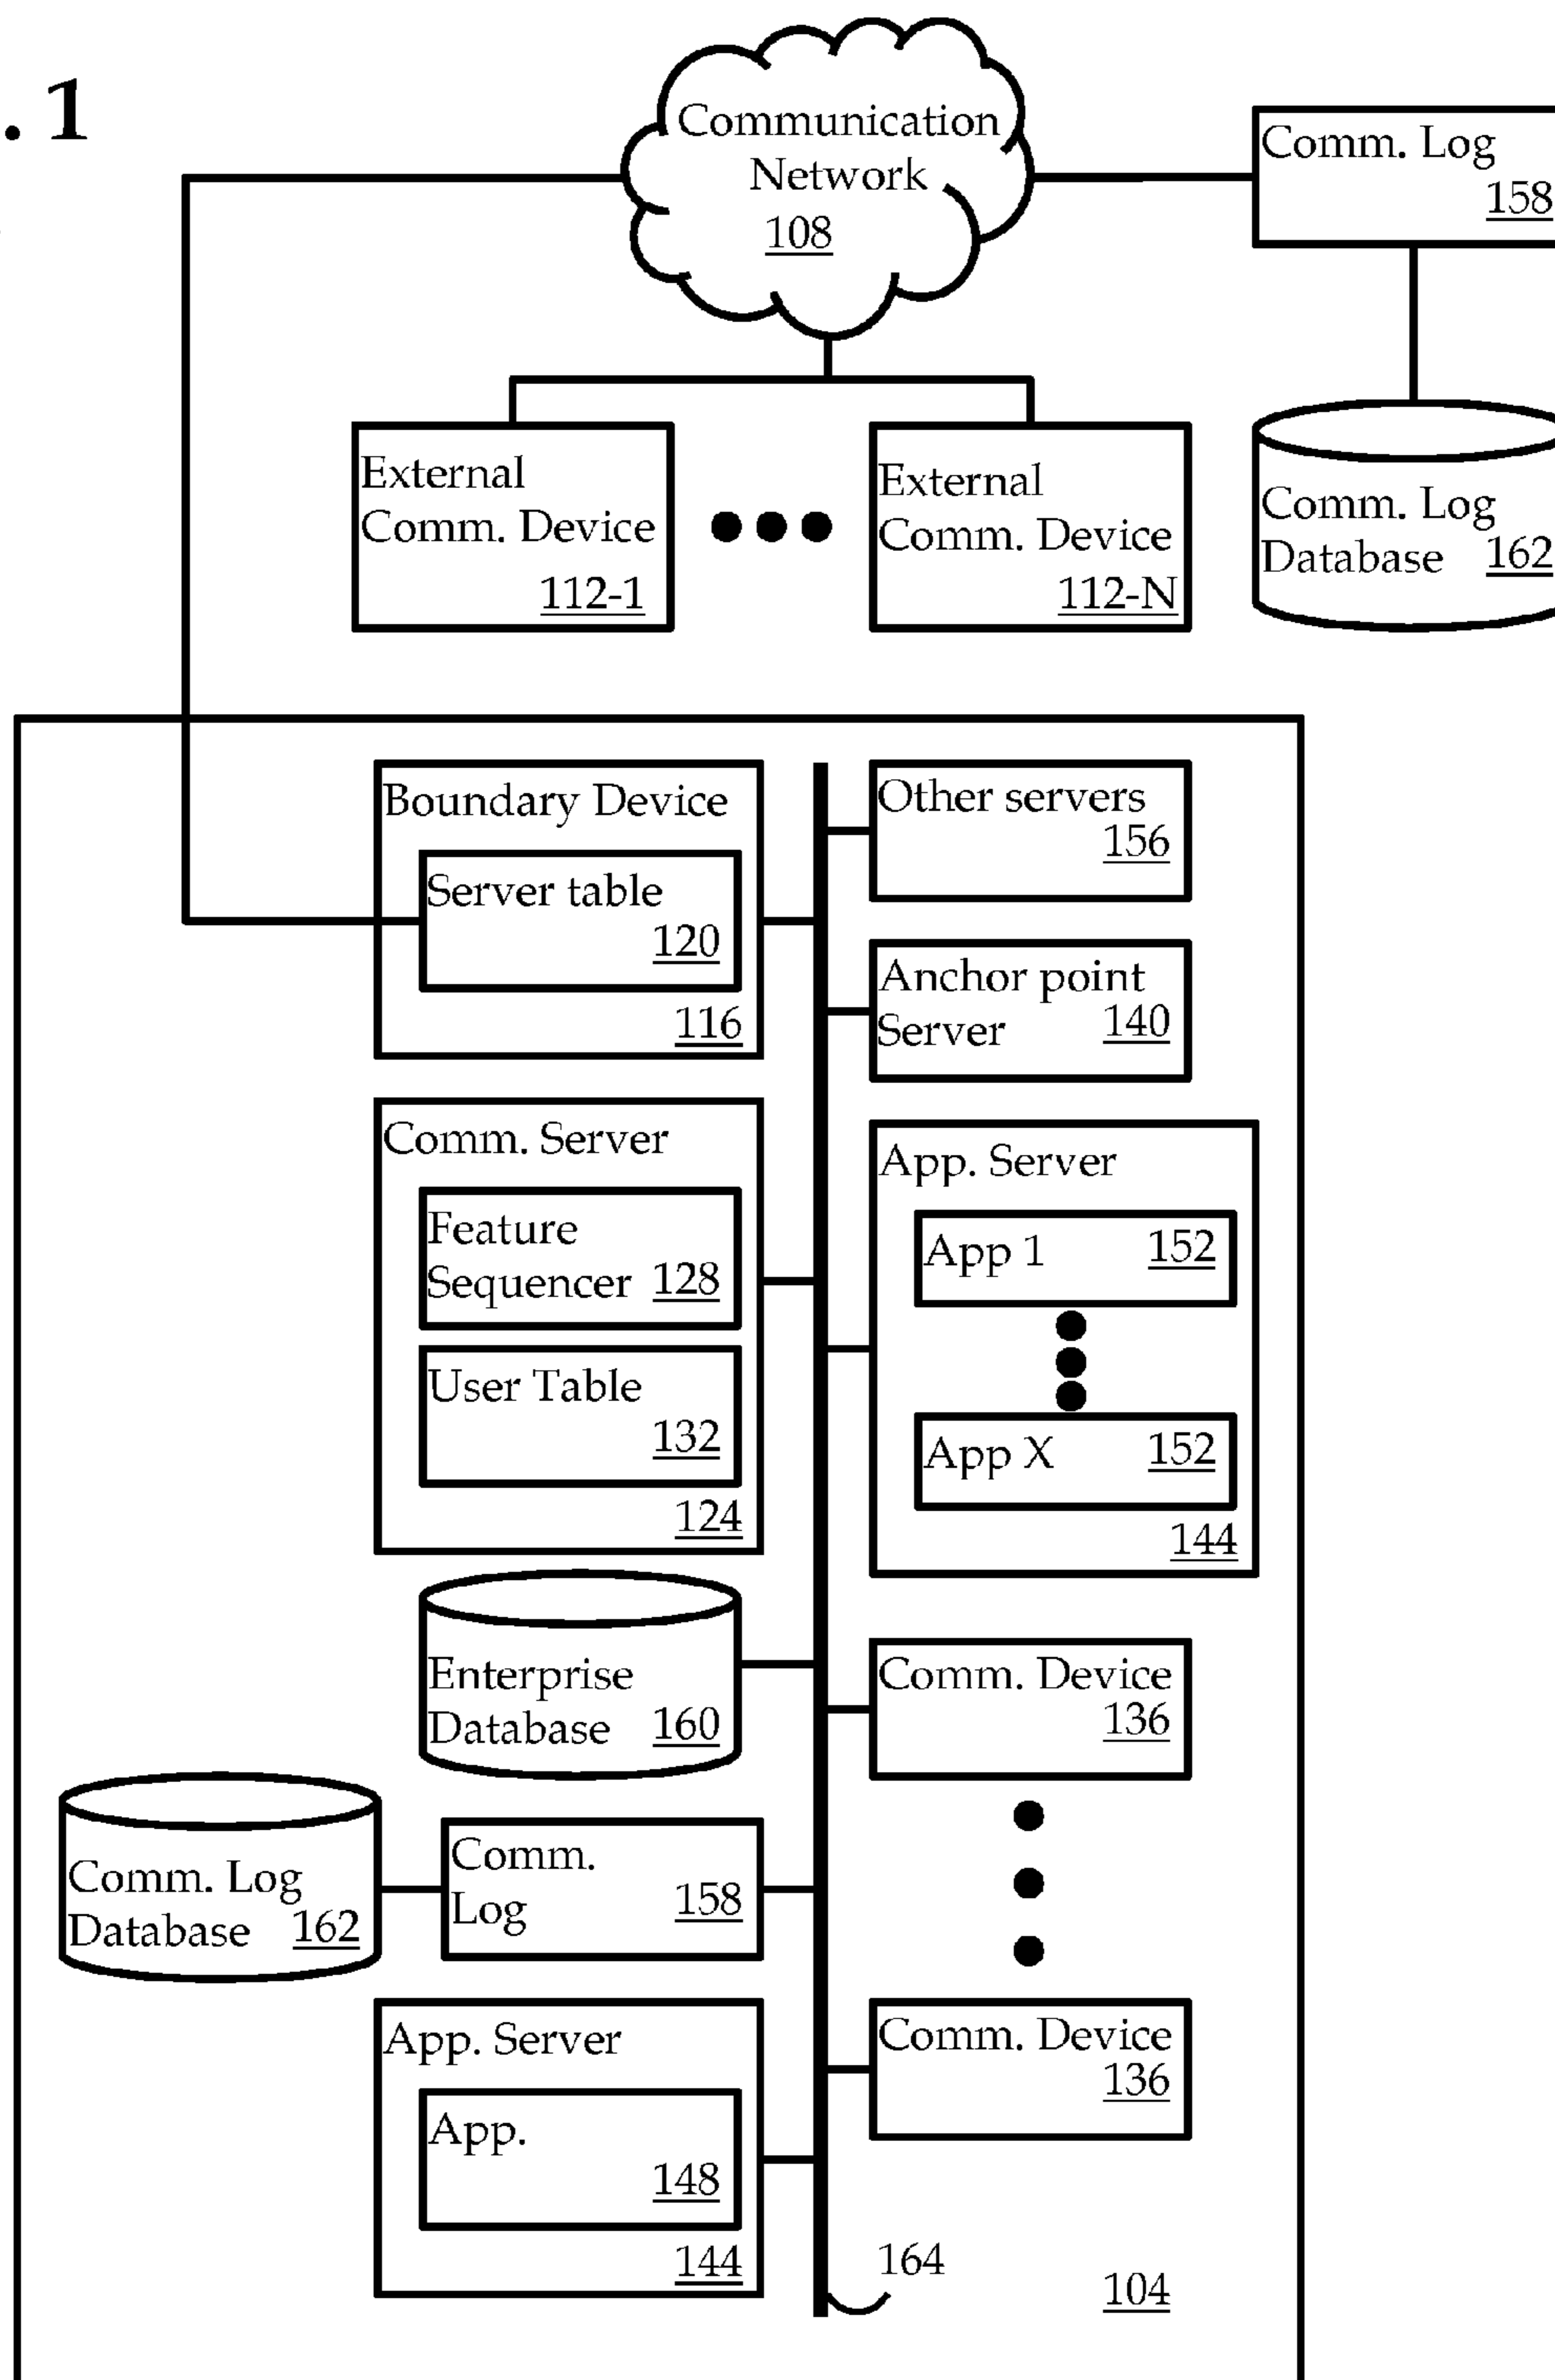 . 1
Communication
Network
108
Comm. Log
158
External
Comm. Device
112-1
External
Comm. Device
112-N
Comm. Log
Database 162
Boundary Device
Server table
120
116
Other servers
156
Anchor point
Server 140
Comm. Server
Feature
Sequencer 128
User Table
132
124
App. Server
App 1 152
App X 152
144
Enterprise
Database 160
Comm. Device
136
Comm. Log
Database 162
Comm.
Log 158
App. Server
App.
148
144
Comm. Device
136
164
104